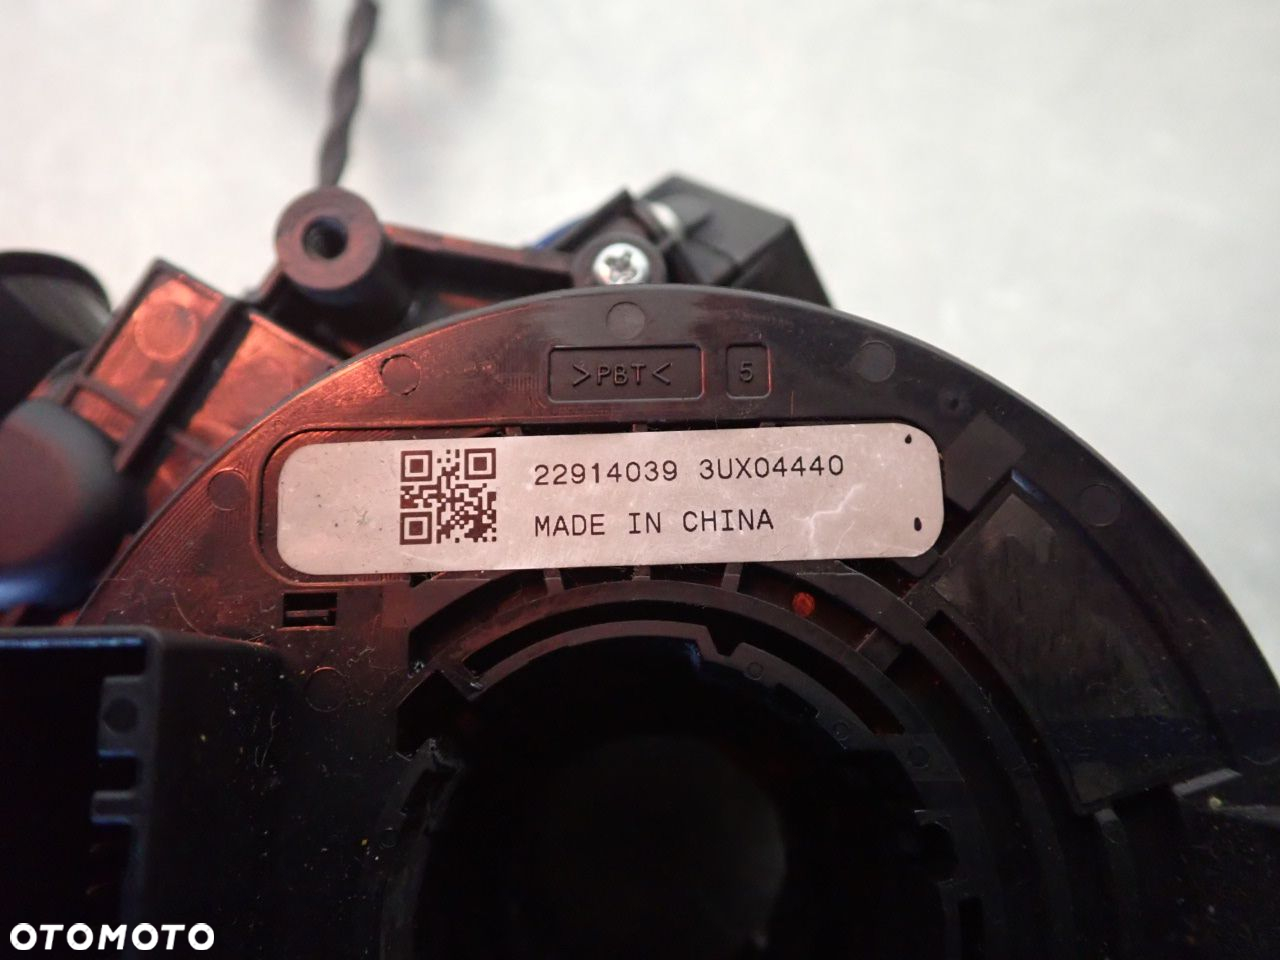 >PBT< 5
22914039 3UX04440
MADE IN CHINA
OTOMOTO